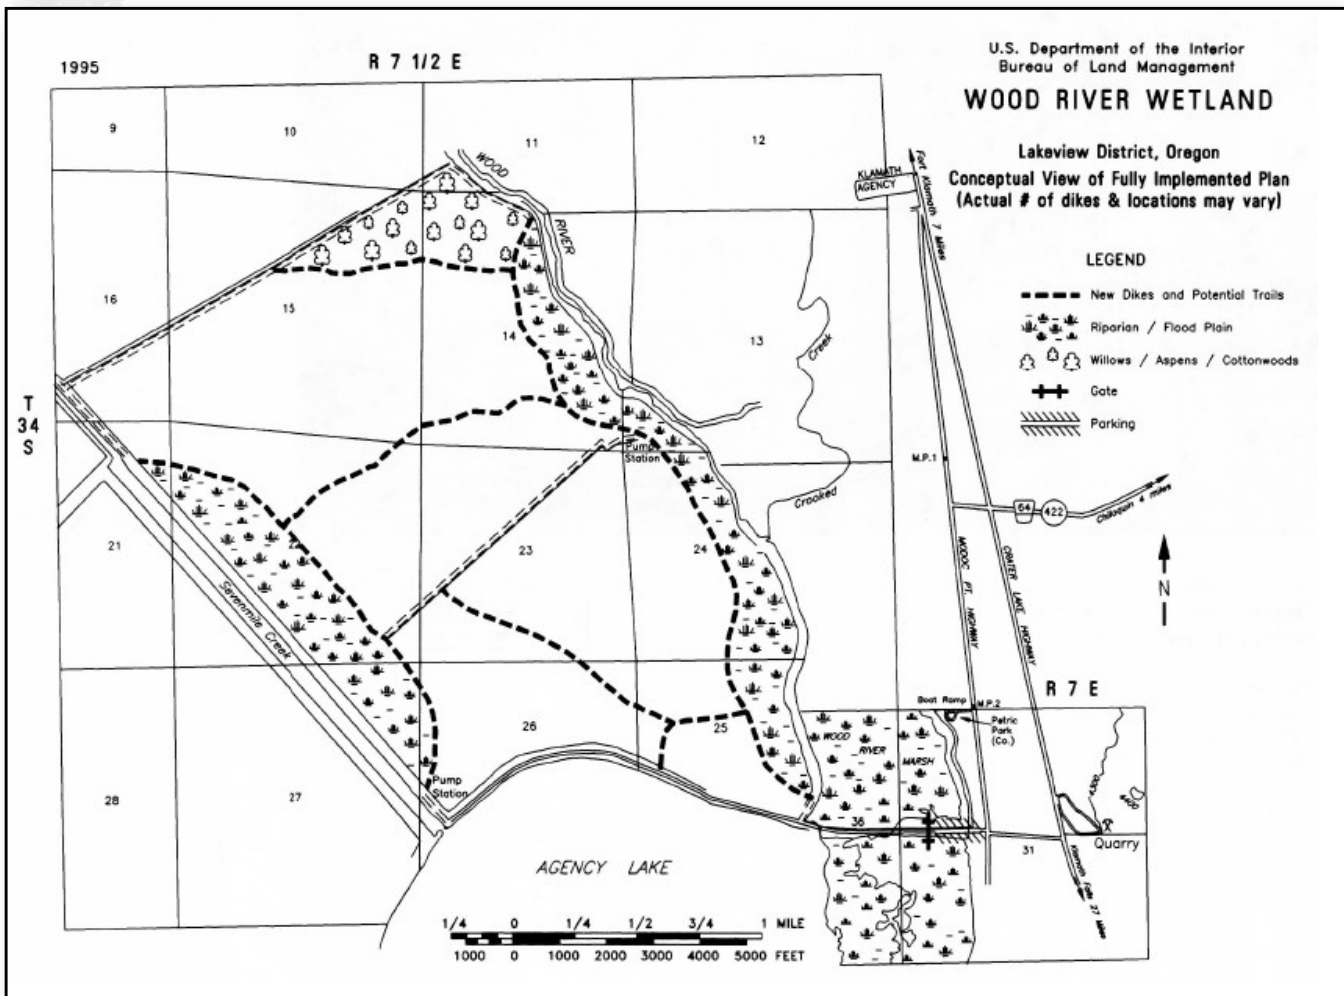 1995
R 7 1/2 E
U.S. Department of the Interior
Bureau of Land Management
WOOD RIVER WETLAND
Lakeview District, Oregon
Conceptual View of Fully Implemented Plan
(Actual # of dikes & locations may vary)
LEGEND
New Dikes and Potential Trails
Riparian / Flood Plain
Willows / Aspens / Cottonwoods
Gate
Parking
9
10
11
12
WOOD
RIVER
KLAMATH
AGENCY
Fort Klamath 7 Miles
16
15
14
13
Creek
Crooked
T
34
S
Pump
Station
M.P.1
64
422
Chiloquin 4 miles
21
22
23
24
Sevenmile Creek
MODOC PT. HIGHWAY
CRATER LAKE HIGHWAY
N
R 7 E
Boat Ramp
M.P.2
Petric
Park
(Co.)
28
27
26
25
WOOD
RIVER
MARSH
Pump
Station
36
31
4300
4400
Quarry
Klamath Falls 27 Miles
AGENCY LAKE
1/4 0 1/4 1/2 3/4 1 MILE
1000 0 1000 2000 3000 4000 5000 FEET